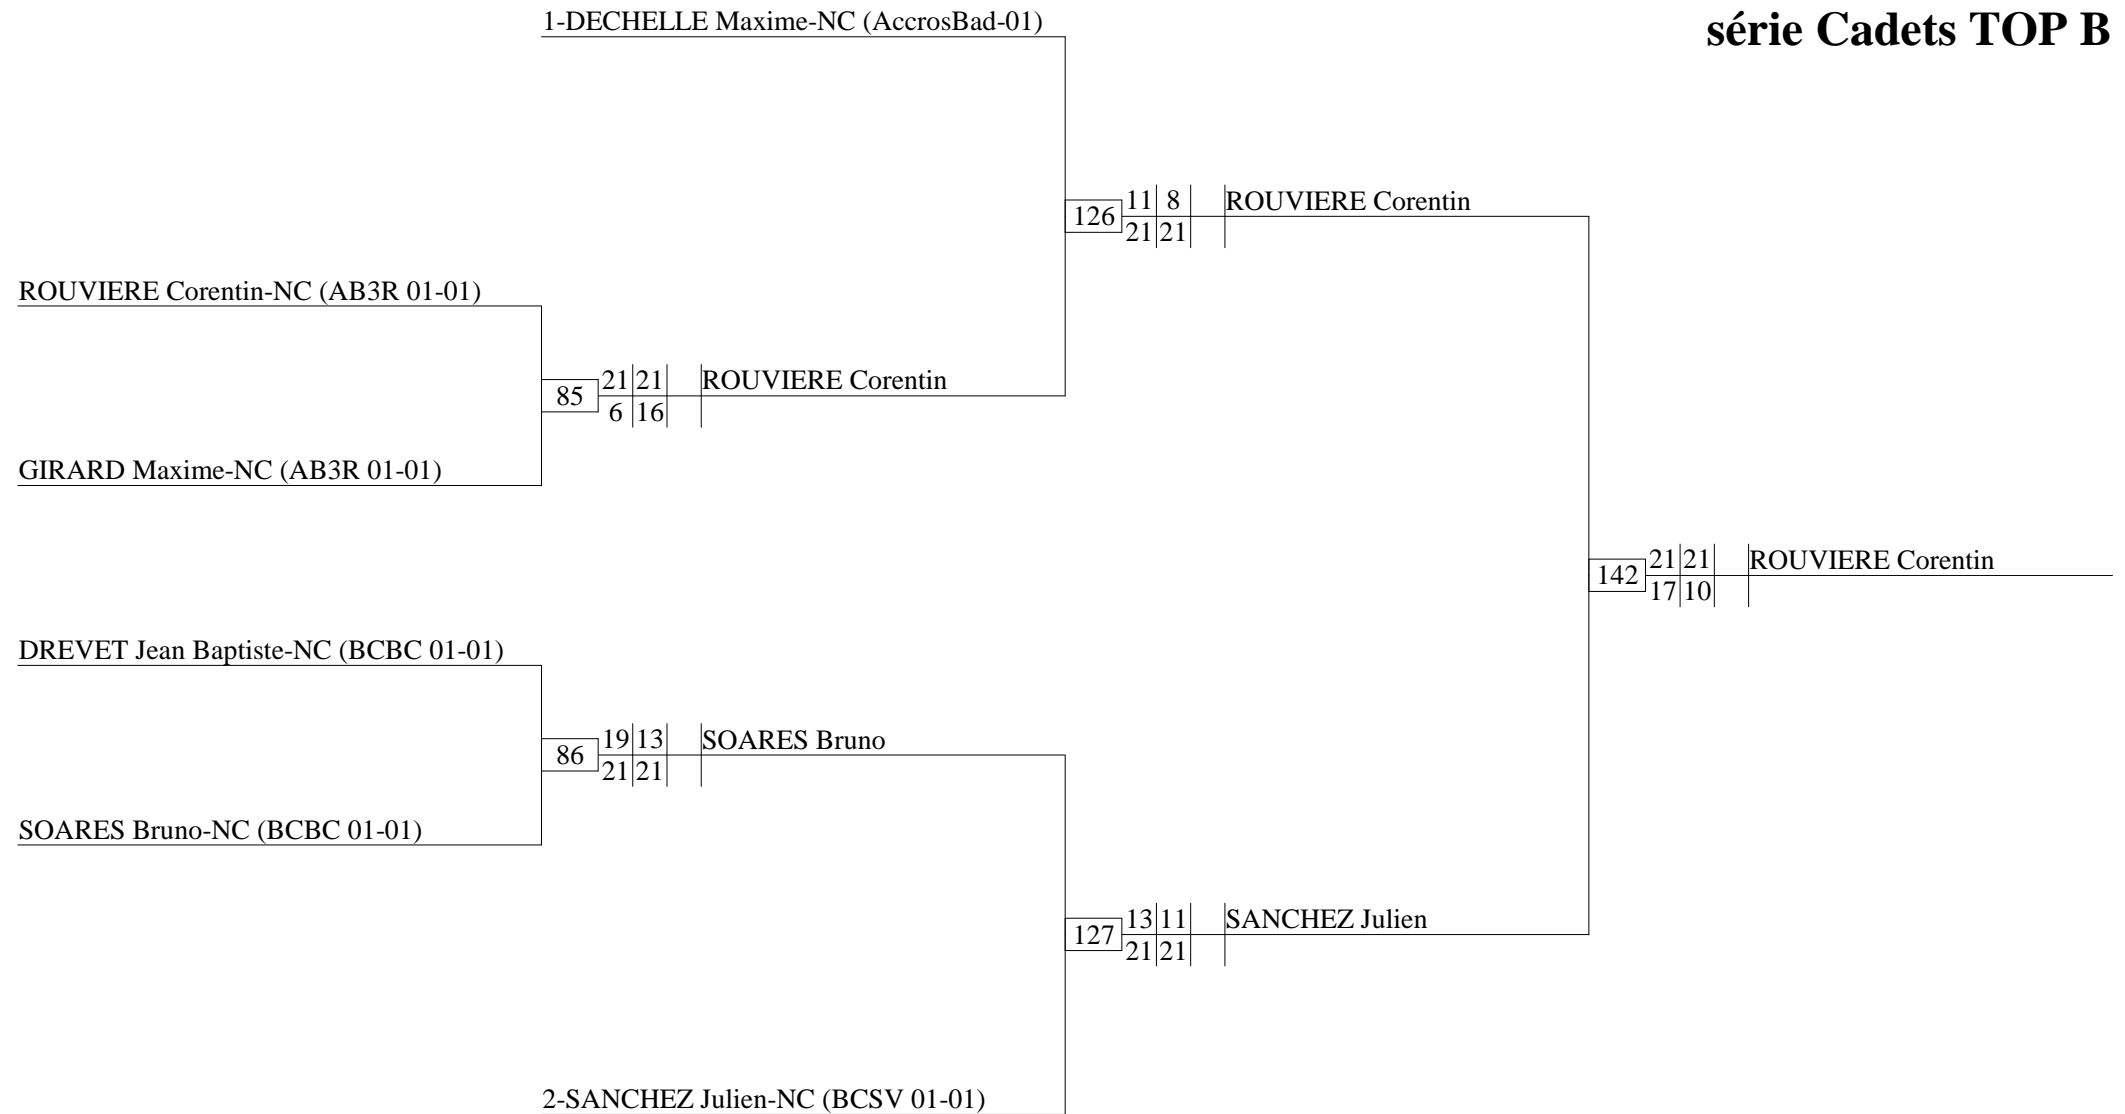 1-DECHELLE Maxime-NC (AccrosBad-01)
série Cadets TOP B
11 8 ROUVIERE Corentin
126
21 21
ROUVIERE Corentin-NC (AB3R 01-01)
21 21 ROUVIERE Corentin
85
6 16
GIRARD Maxime-NC (AB3R 01-01)
21 21 ROUVIERE Corentin
142
17 10
DREVET Jean Baptiste-NC (BCBC 01-01)
19 13 SOARES Bruno
86
21 21
SOARES Bruno-NC (BCBC 01-01)
13 11 SANCHEZ Julien
127
21 21
2-SANCHEZ Julien-NC (BCSV 01-01)